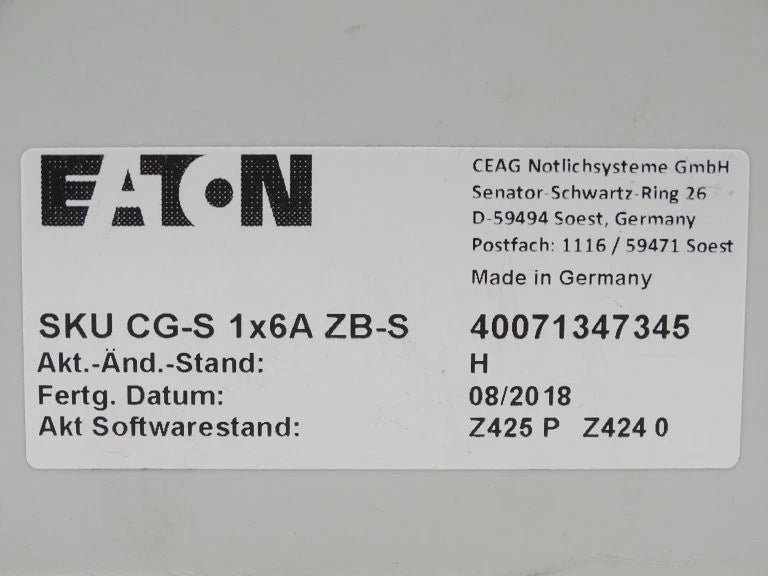 EATON
CEAG Notlichsysteme GmbH
Senator-Schwartz-Ring 26
D-59494 Soest, Germany
Postfach: 1116 / 59471 Soest
Made in Germany
SKU CG-S 1x6A ZB-S 40071347345
Akt.-Änd.-Stand: H
Fertg. Datum: 08/2018
Akt Softwarestand: Z425 P Z424 0